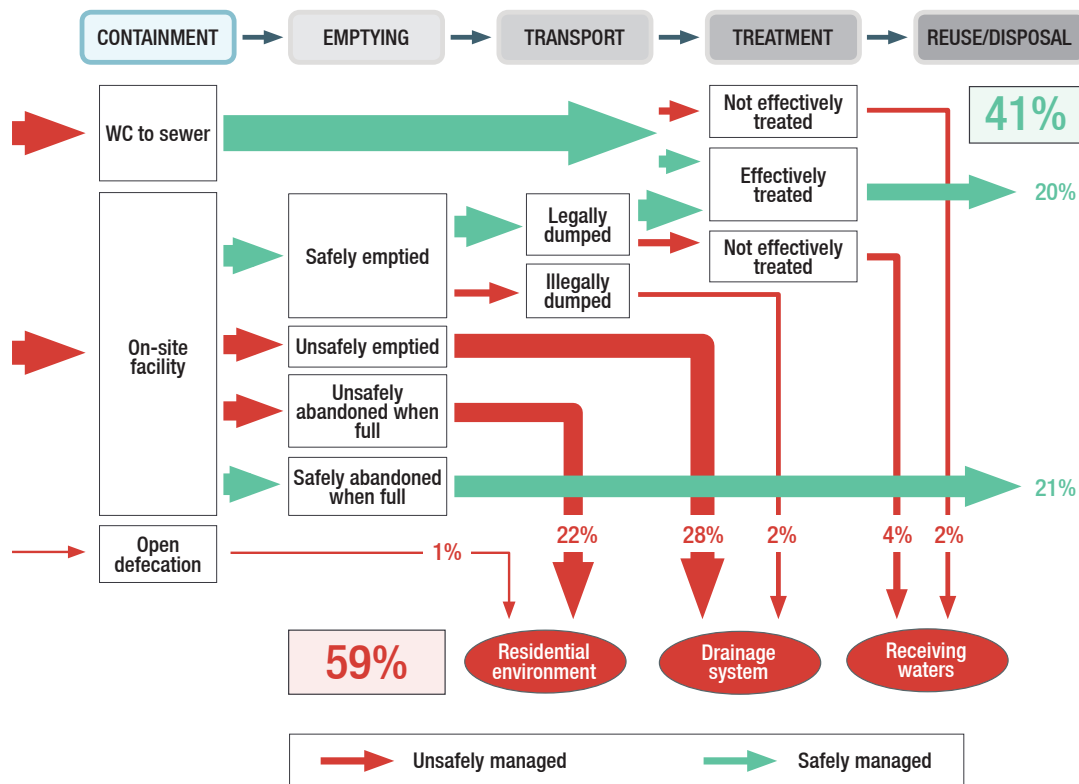 CONTAINMENT
EMPTYING
TRANSPORT
TREATMENT
REUSE/DISPOSAL
WC to sewer
Not effectively
treated
41%
Effectively
treated
20%
On-site
facility
Safely emptied
Legally
dumped
Not effectively
treated
Illegally
dumped
Unsafely emptied
Unsafely
abandoned when
full
Safely abandoned
when full
21%
Open
defecation
1%
22%
28%
2%
4%
2%
59%
Residential
environment
Drainage
system
Receiving
waters
Unsafely managed
Safely managed